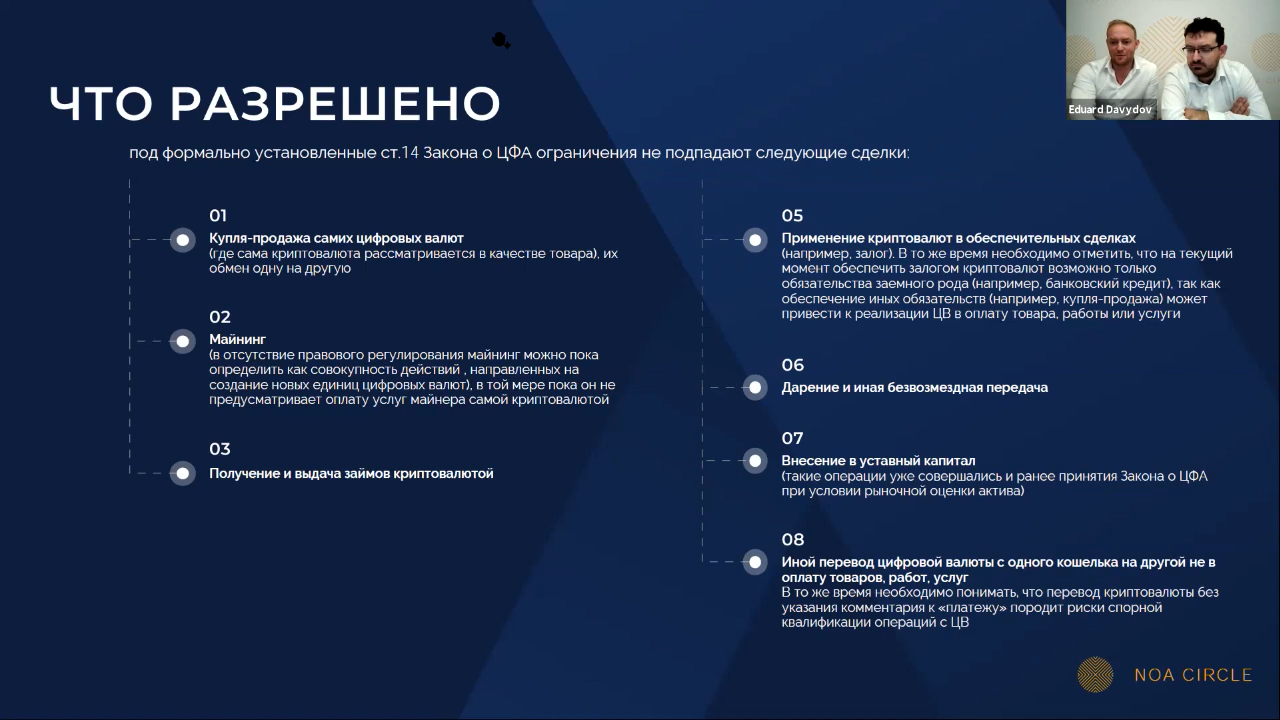 ЧТО РАЗРЕШЕНО
под формально установленные ст.14 Закона о ЦФА ограничения не подпадают следующие сделки:
01
Купля-продажа самих цифровых валют
(где сама криптовалюта рассматривается в качестве товара), их
обмен одну на другую
02
Майнинг
(в отсутствие правового регулирования майнинг можно пока
определить как совокупность действий , направленных на
создание новых единиц цифровых валют), в той мере пока он не
предусматривает оплату услуг майнера самой криптовалютой
03
Получение и выдача займов криптовалютой
05
Применение криптовалют в обеспечительных сделках
(например, залог). В то же время необходимо отметить, что на текущий
момент обеспечить залогом криптовалют возможно только
обязательства заемного рода (например, банковский кредит), так как
обеспечение иных обязательств (например, купля-продажа) может
привести к реализации ЦВ в оплату товара, работы или услуги
06
Дарение и иная безвозмездная передача
07
Внесение в уставный капитал
(такие операции уже совершались и ранее принятия Закона о ЦФА
при условии рыночной оценки актива)
08
Иной перевод цифровой валюты с одного кошелька на другой не в
оплату товаров, работ, услуг
В то же время необходимо понимать, что перевод криптовалюты без
указания комментария к «платежу» породит риски спорной
квалификации операций с ЦВ
Eduard Davydov
NOA CIRCLE